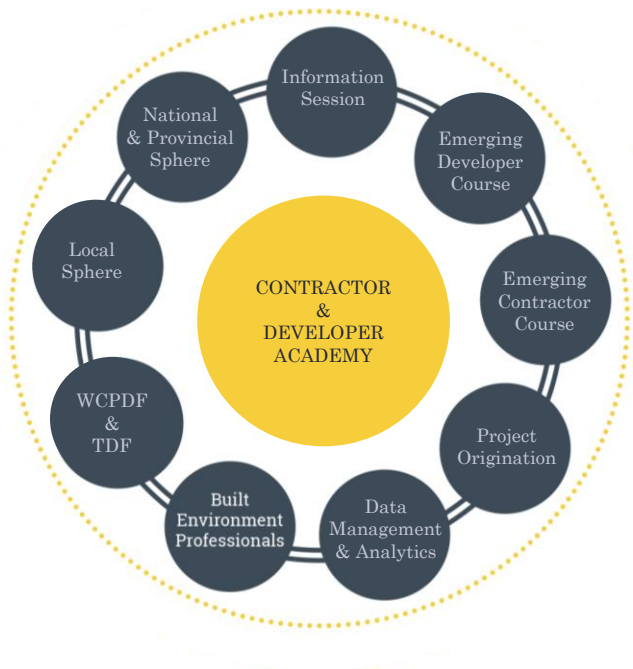 Information
Session
Emerging
Developer
Course
Emerging
Contractor
Course
Project
Origination
Data
Management
& Analytics
Built
Environment
Professionals
WCPDF
&
TDF
Local
Sphere
National
& Provincial
Sphere
CONTRACTOR
&
DEVELOPER
ACADEMY